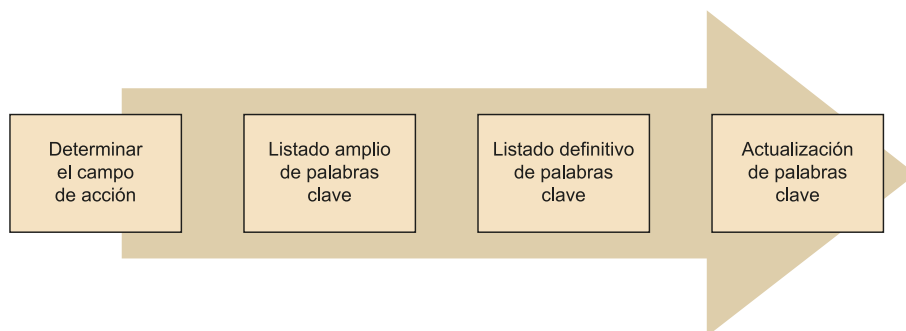 Determinar
el campo
de acción
Listado amplio
de palabras
clave
Listado definitivo
de palabras
clave
Actualización
de palabras
clave